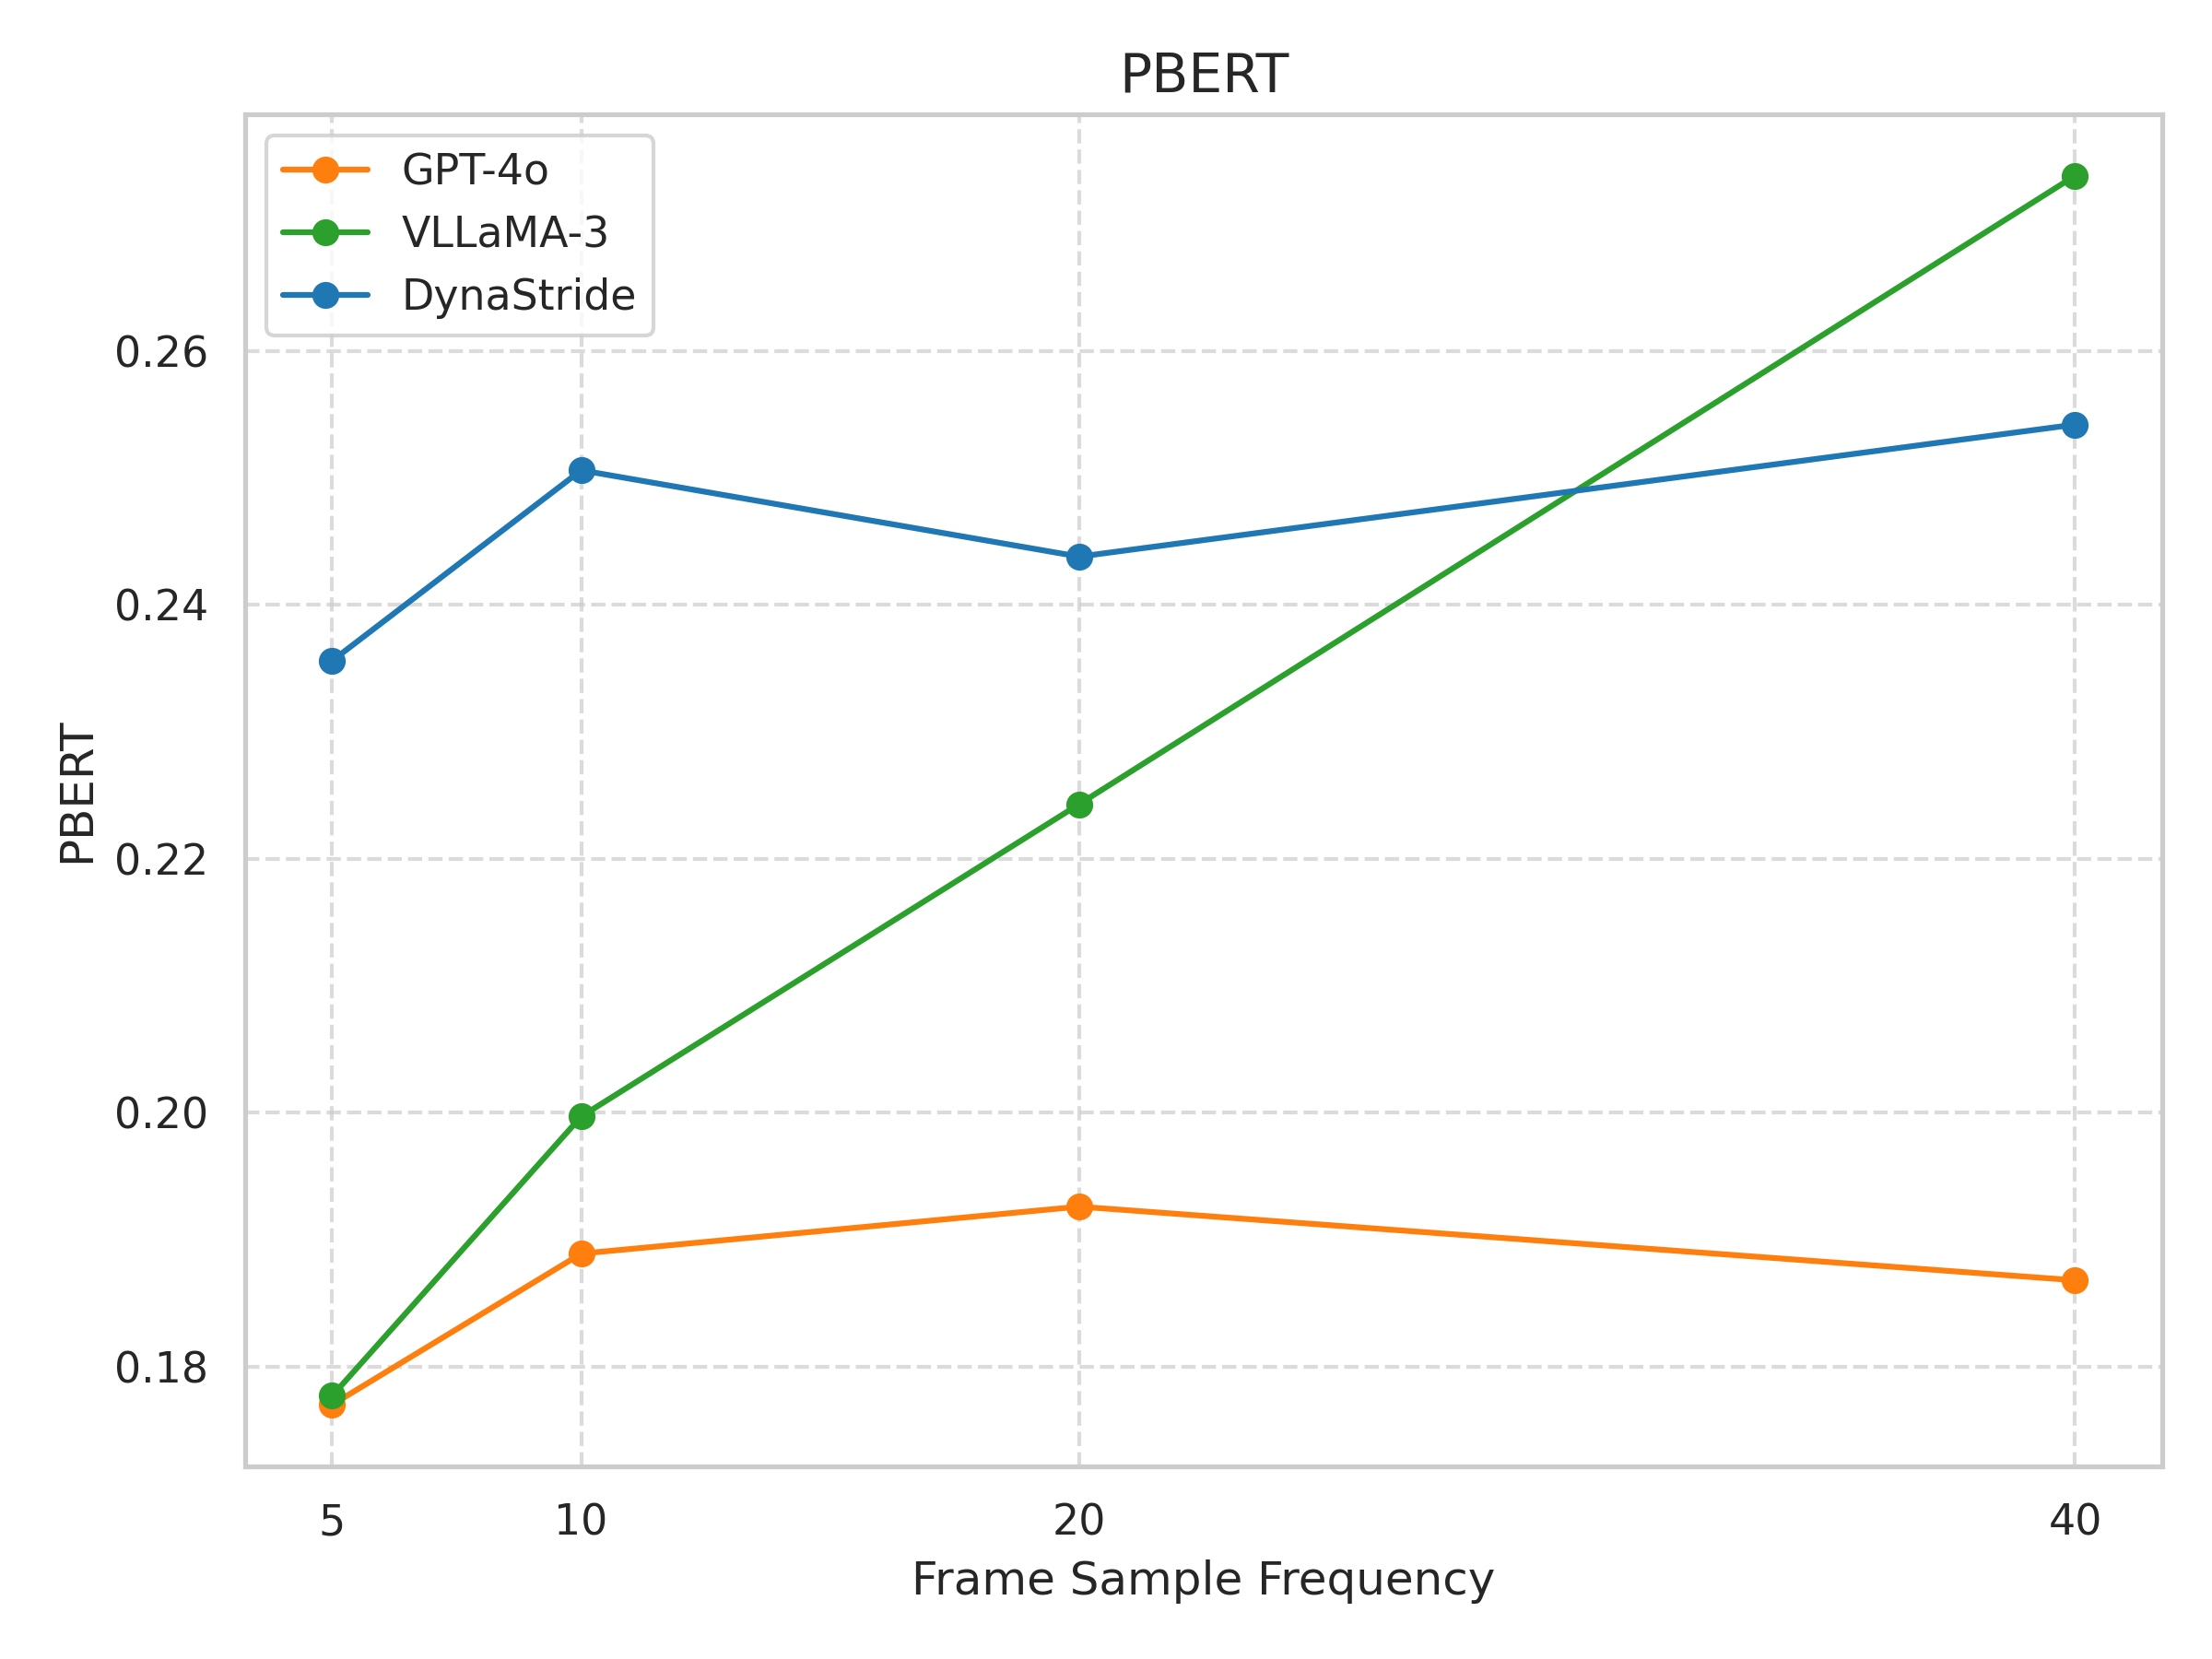 PBERT
GPT-4o
VLLaMA-3
DynaStride
0.26
0.24
0.22
0.20
0.18
PBERT
5
10
20
40
Frame Sample Frequency